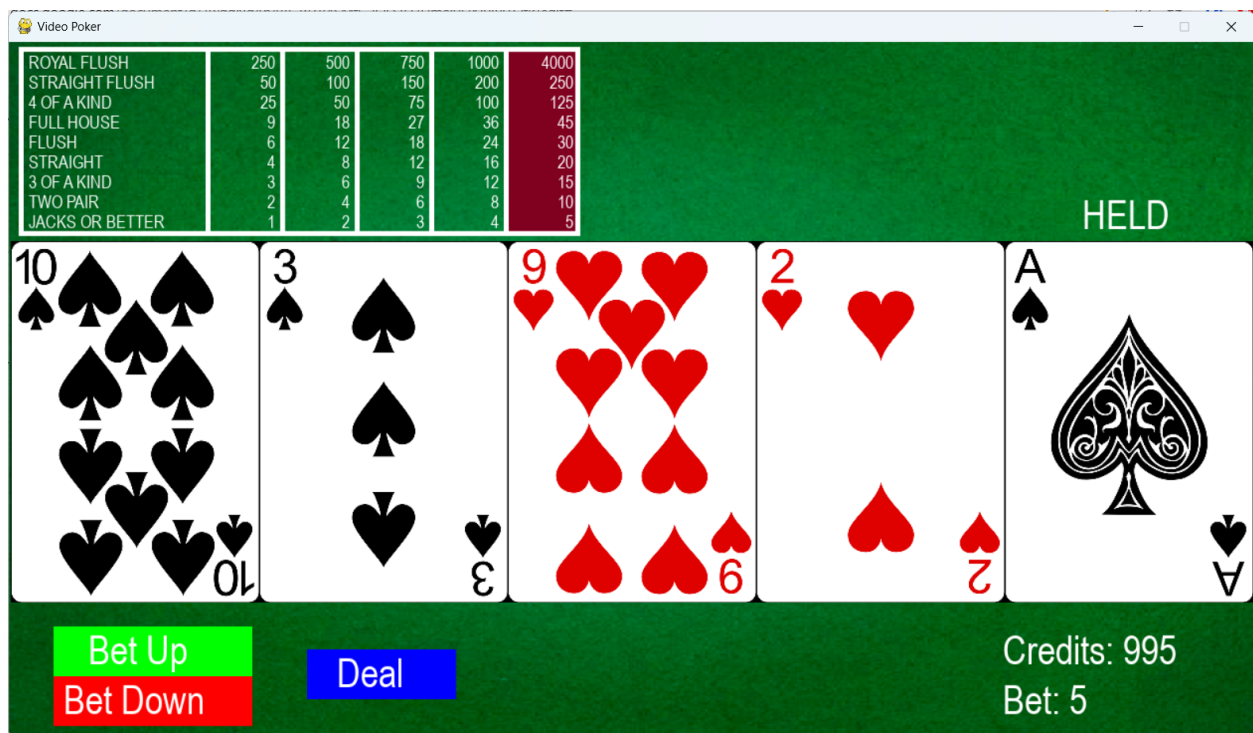 Video Poker
ROYAL FLUSH 250 500 750 1000 4000
STRAIGHT FLUSH 50 100 150 200 250
4 OF A KIND 25 50 75 100 125
FULL HOUSE 9 18 27 36 45
FLUSH 6 12 18 24 30
STRAIGHT 4 8 12 16 20
3 OF A KIND 3 6 9 12 15
TWO PAIR 2 4 6 8 10
JACKS OR BETTER 1 2 3 4 5
HELD
10 3 9 2 A
10 3 9 2 A
Bet Up
Bet Down
Deal
Credits: 995
Bet: 5